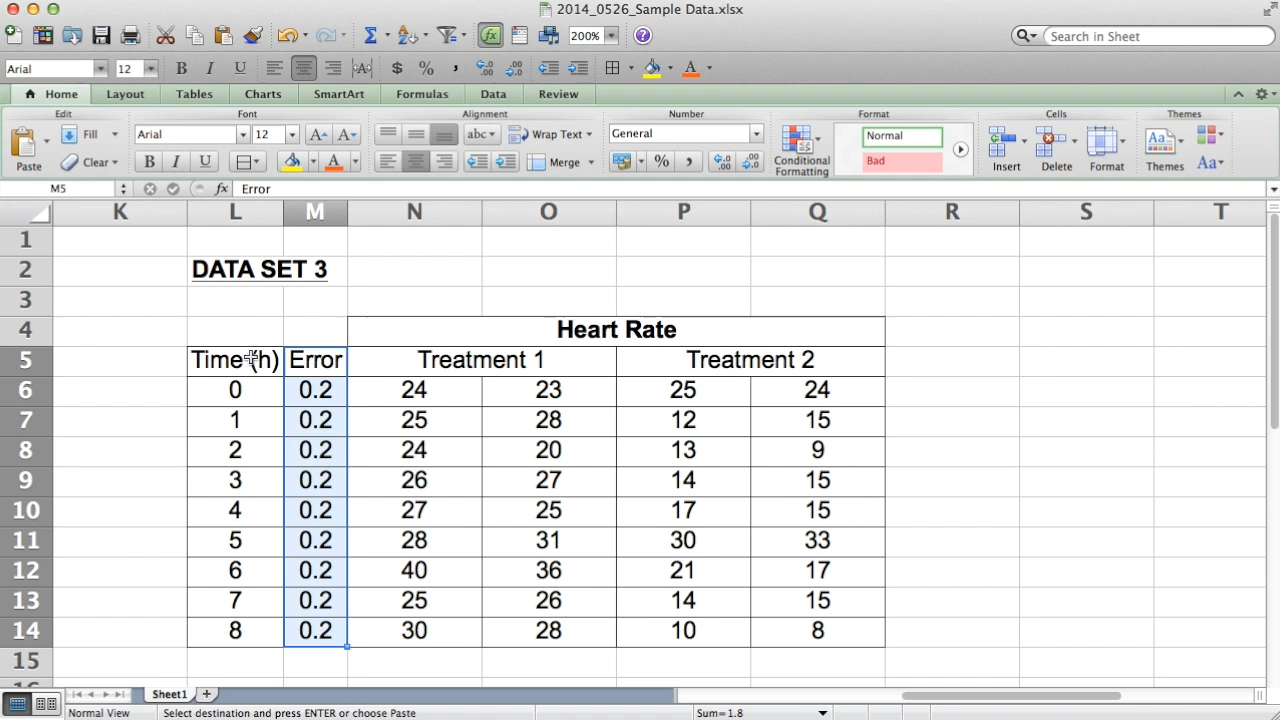 2014_0526_Sample Data.xlsx
200%
Search in Sheet
Arial 12 B I U
Home Layout Tables Charts SmartArt Formulas Data Review
Edit Font Alignment Number Format Cells Themes
Paste Fill Arial 12 A A abc Wrap Text General Conditional Formatting Normal Insert Delete Format Themes Aa
Clear B I U A Merge % Bad
M5 fx Error
K L M N O P Q R S T
1
2 DATA SET 3
3
4 Heart Rate
5 Time (h) Error Treatment 1 Treatment 2
6 0 0.2 24 23 25 24
7 1 0.2 25 28 12 15
8 2 0.2 24 20 13 9
9 3 0.2 26 27 14 15
10 4 0.2 27 25 17 15
11 5 0.2 28 31 30 33
12 6 0.2 40 36 21 17
13 7 0.2 25 26 14 15
14 8 0.2 30 28 10 8
15
Sheet1
Normal View Select destination and press ENTER or choose Paste Sum=1.8